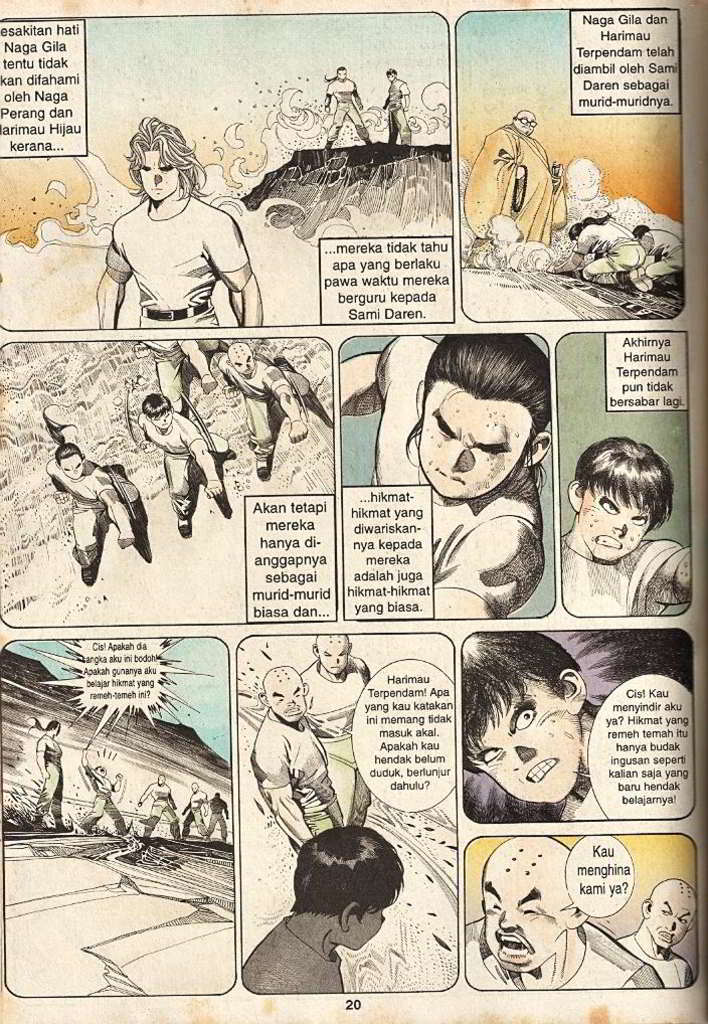 esakitan hati
Naga Gila
tentu tidak
kan difahami
oleh Naga
Perang dan
arimau Hijau
kerana...
...mereka tidak tahu
apa yang berlaku
pawa waktu mereka
berguru kepada
Sami Daren.
Naga Gila dan
Harimau
Terpendam telah
diambil oleh Sami
Daren sebagai
murid-muridnya.
Akan tetapi
mereka
hanya di-
anggapnya
sebagai
murid-murid
biasa dan...
...hikmat-
hikmat yang
diwariskan-
nya kepada
mereka
adalah juga
hikmat-hikmat
yang biasa.
Akhirnya
Harimau
Terpendam
pun tidak
bersabar lagi.
Cis! Apakah dia
sangka aku ini bodoh!
Apakah gunanya aku
belajar hikmat yang
remeh-temeh ini?
Harimau
Terpendam! Apa
yang kau katakan
ini memang tidak
masuk akal.
Apakah kau
hendak belum
duduk, berlunjur
dahulu?
Cis! Kau
menyindir aku
ya? Hikmat yang
remeh temah itu
hanya budak
ingusan seperti
kalian saja yang
baru hendak
belajarnya!
Kau
menghina
kami ya?
20